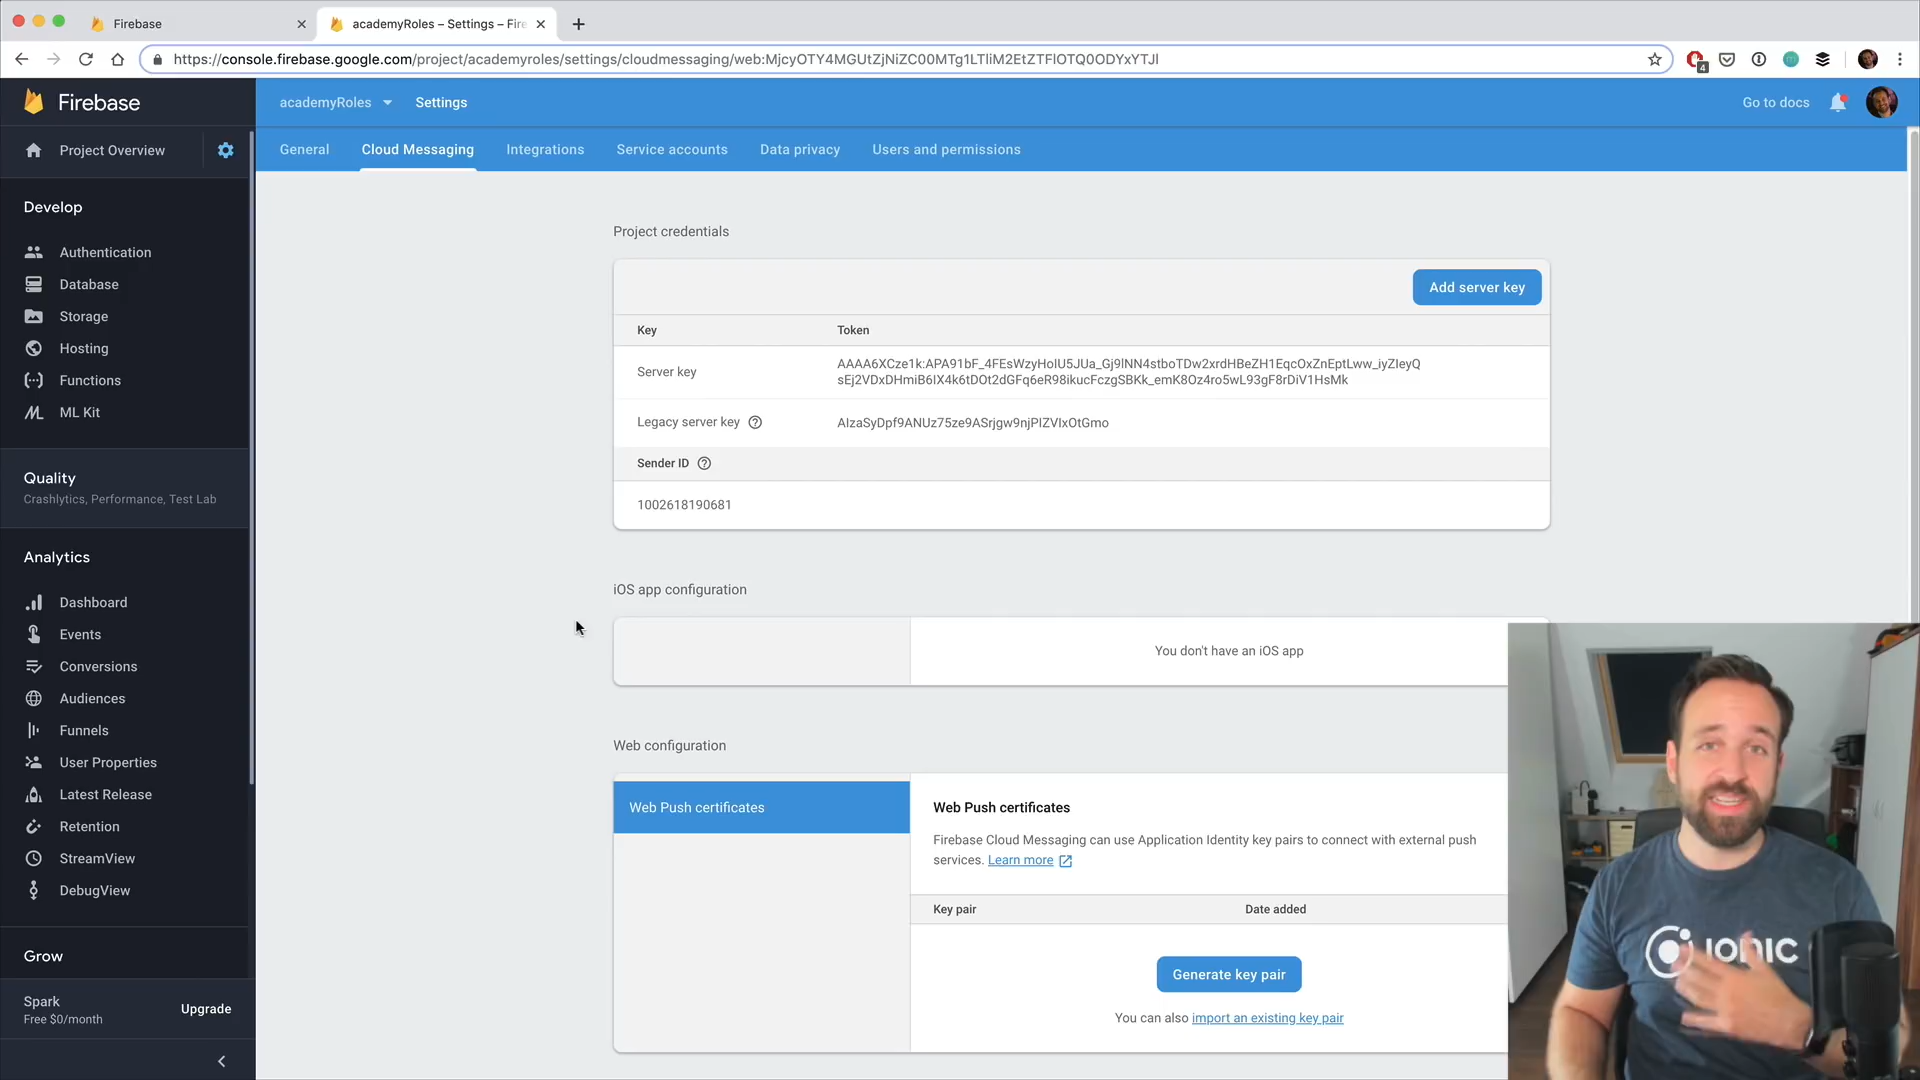 Firebase
academyRoles – Settings – Fire
https://console.firebase.google.com/project/academyroles/settings/cloudmessaging/web:MjcyOTY4MGUtZjNiZC00MTg1LTliM2EtZTFlOTQ0ODYxYTJl
4
Firebase
academyRoles
Settings
Go to docs
Project Overview
General
Cloud Messaging
Integrations
Service accounts
Data privacy
Users and permissions
Develop
Authentication
Database
Storage
Hosting
Functions
ML Kit
Quality
Crashlytics, Performance, Test Lab
Analytics
Dashboard
Events
Conversions
Audiences
Funnels
User Properties
Latest Release
Retention
StreamView
DebugView
Grow
Spark
Free $0/month
Upgrade
Project credentials
Add server key
Key
Token
Server key
AAAA6XCze1k:APA91bF_4FEsWzyHoIU5JUa_Gj9lNN4stboTDw2xrdHBeZH1EqcOxZnEptLww_iyZIeyQ
sEj2VDxDHmiB6IX4k6tDOt2dGFq6eR98ikucFczgSBKk_emK8Oz4ro5wL93gF8rDiV1HsMk
Legacy server key
AIzaSyDpf9ANUz75ze9ASrjgw9njPIZVIxOtGmo
Sender ID
1002618190681
iOS app configuration
You don't have an iOS app
Web configuration
Web Push certificates
Web Push certificates
Firebase Cloud Messaging can use Application Identity key pairs to connect with external push
services. Learn more
Key pair
Date added
Generate key pair
You can also import an existing key pair
IONIC